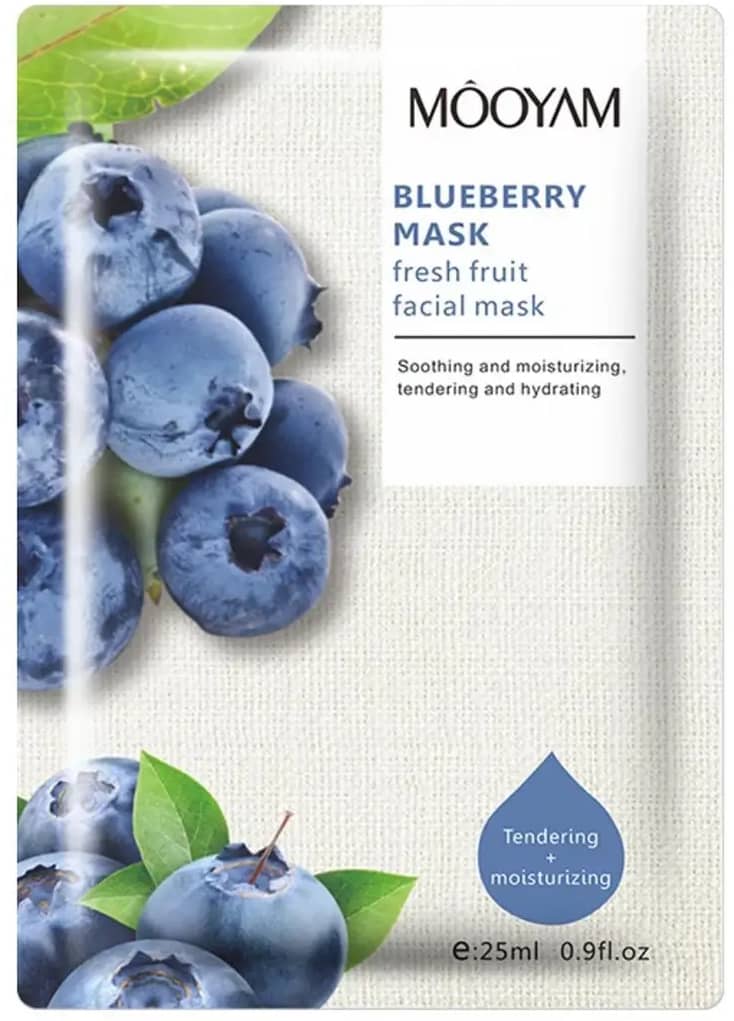 MÔOYAM
BLUEBERRY
MASK
fresh fruit
facial mask
Soothing and moisturizing,
tendering and hydrating
Tendering
+
moisturizing
e:25ml 0.9fl.oz